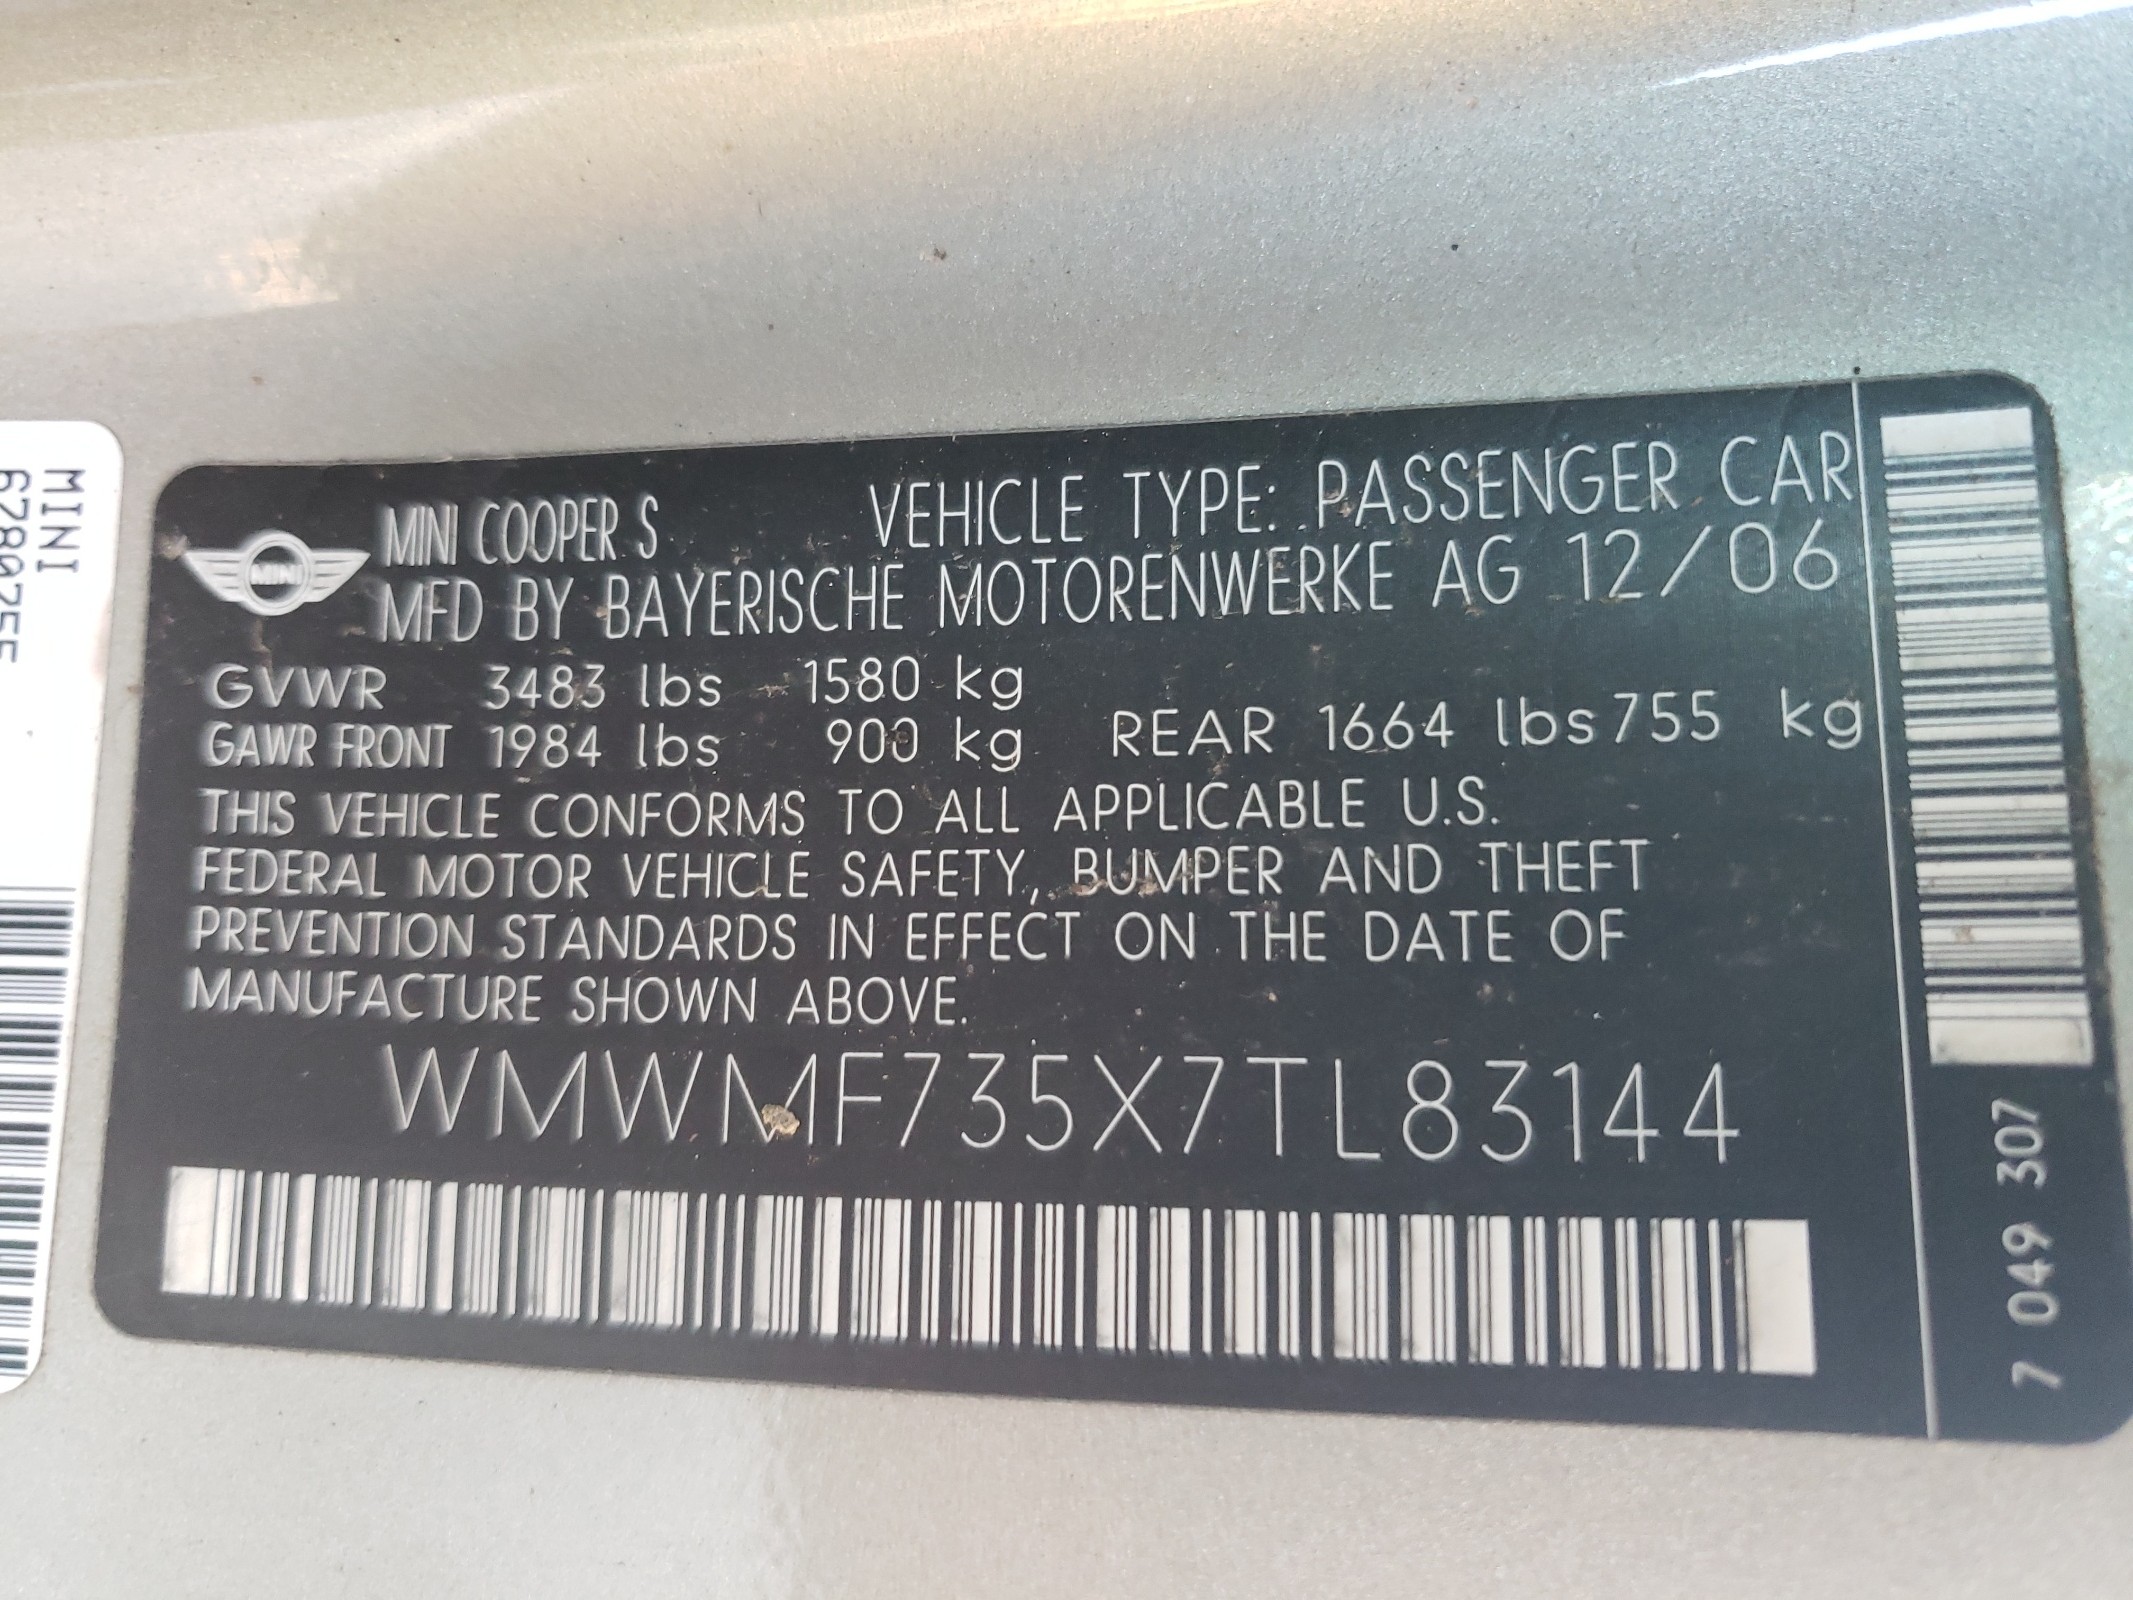 MINI
6780755
MINI
MINI COOPER S VEHICLE TYPE: PASSENGER CAR
MFD BY BAYERISCHE MOTORENWERKE AG 12/06
GVWR 3483 lbs 1580 kg
GAWR FRONT 1984 lbs 900 kg REAR 1664 lbs 755 kg
THIS VEHICLE CONFORMS TO ALL APPLICABLE U.S.
FEDERAL MOTOR VEHICLE SAFETY, BUMPER AND THEFT
PREVENTION STANDARDS IN EFFECT ON THE DATE OF
MANUFACTURE SHOWN ABOVE.
WMWMF735X7TL83144
7 049 307